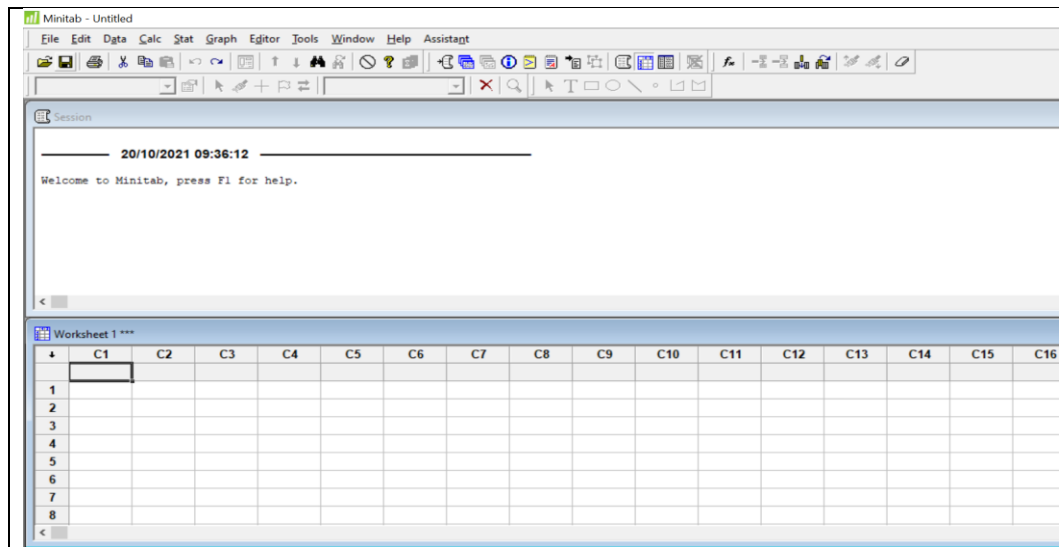 Minitab - Untitled
File Edit Data Calc Stat Graph Editor Tools Window Help Assistant
Session
20/10/2021 09:36:12
Welcome to Minitab, press F1 for help.
Worksheet 1 ***
C1 C2 C3 C4 C5 C6 C7 C8 C9 C10 C11 C12 C13 C14 C15 C16
1
2
3
4
5
6
7
8